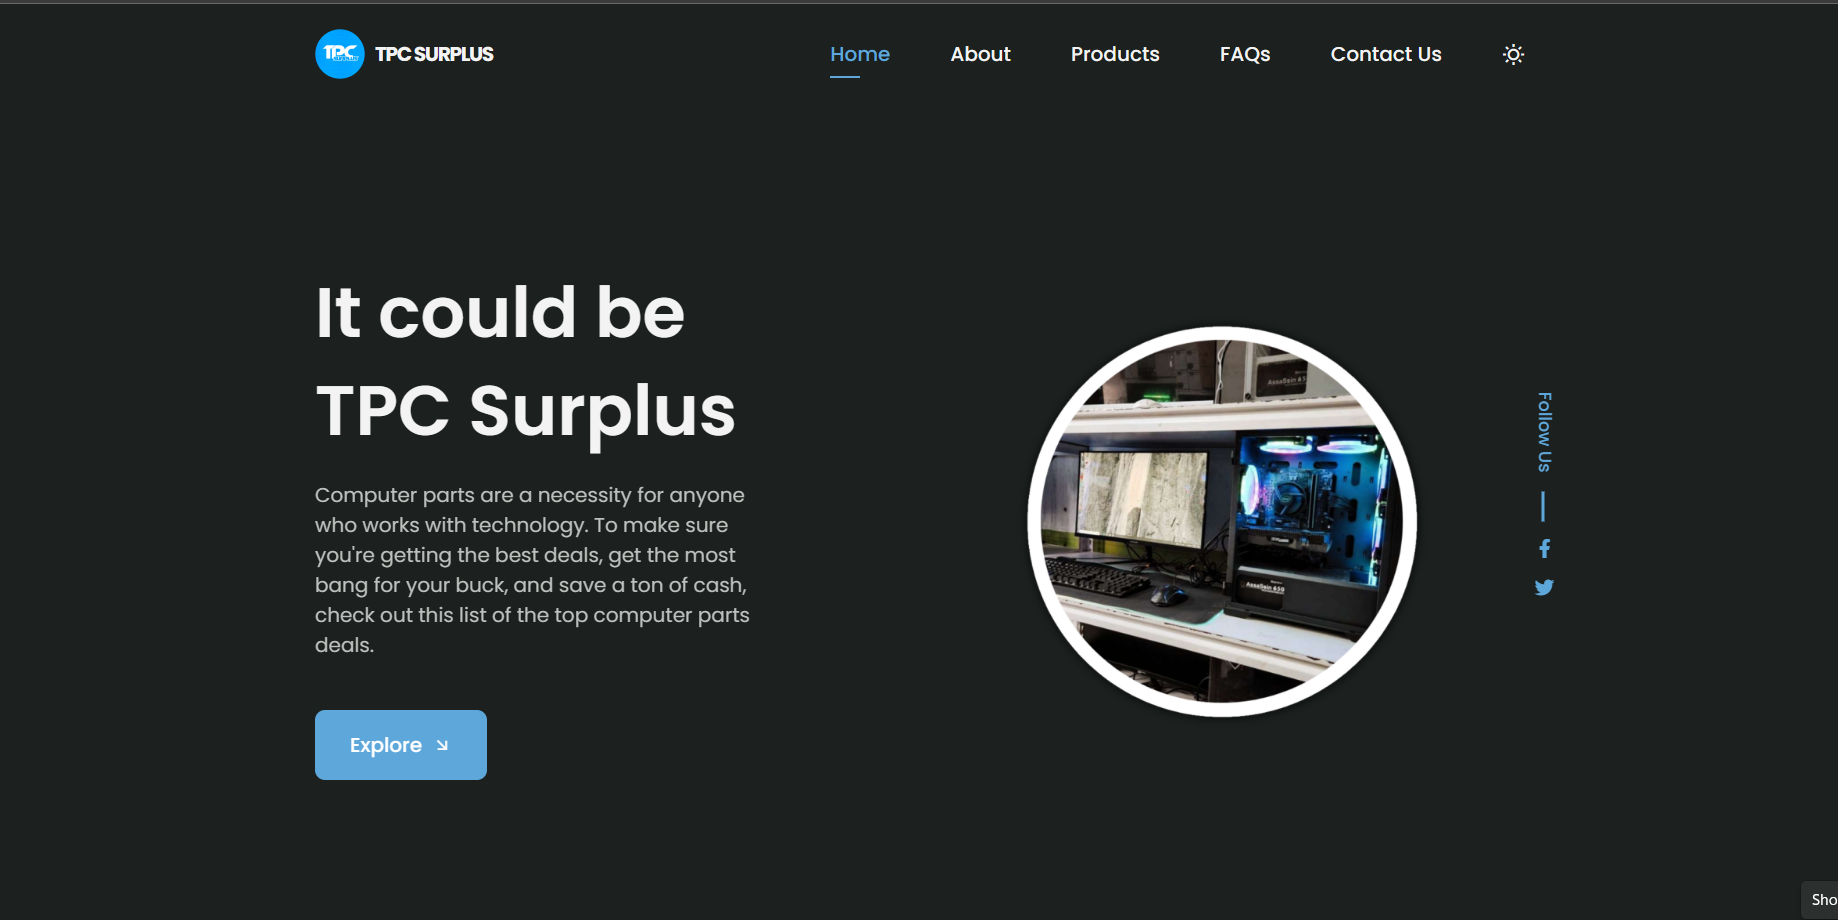 TPC
TPC SURPLUS
Home
About
Products
FAQs
Contact Us
It could be
TPC Surplus
Computer parts are a necessity for anyone
who works with technology. To make sure
you're getting the best deals, get the most
bang for your buck, and save a ton of cash,
check out this list of the top computer parts
deals.
Explore
Follow Us
Assassin 650
Sho